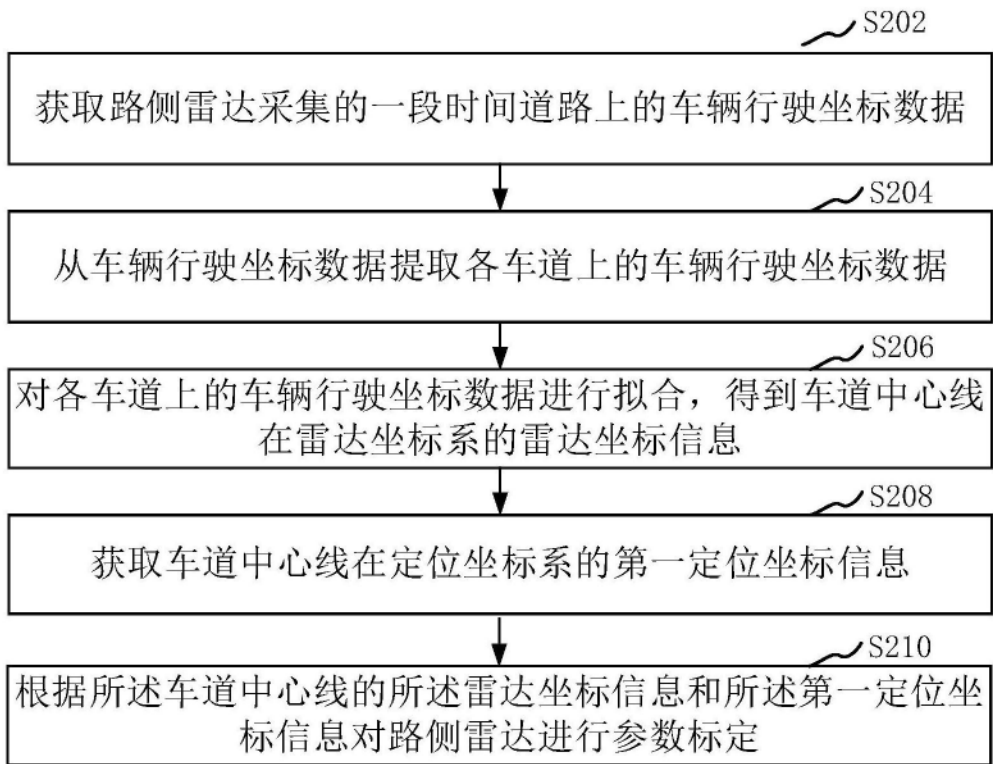 S202
获取路侧雷达采集的一段时间道路上的车辆行驶坐标数据
S204
从车辆行驶坐标数据提取各车道上的车辆行驶坐标数据
S206
对各车道上的车辆行驶坐标数据进行拟合，得到车道中心线
在雷达坐标系的雷达坐标信息
S208
获取车道中心线在定位坐标系的第一定位坐标信息
S210
根据所述车道中心线的所述雷达坐标信息和所述第一定位坐
标信息对路侧雷达进行参数标定